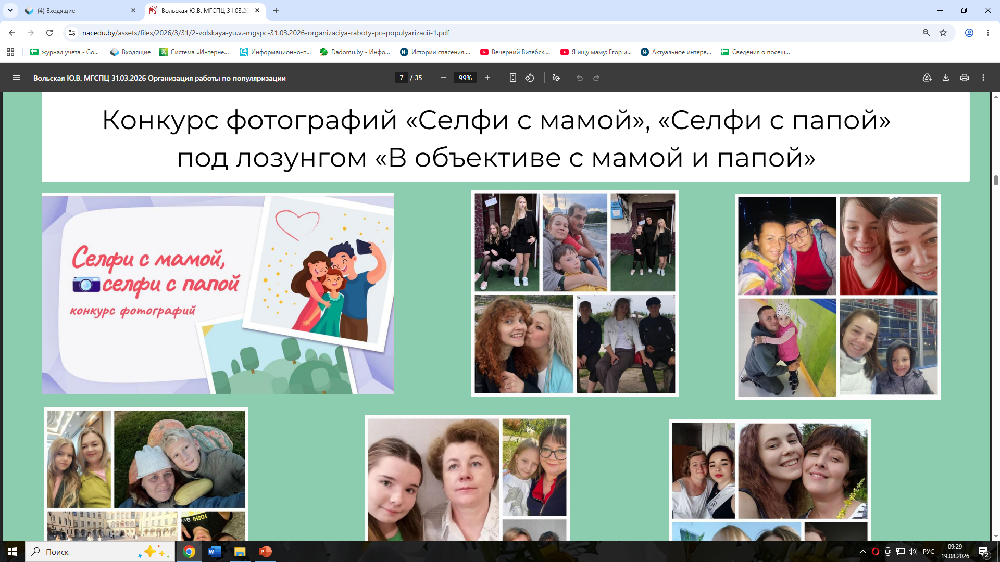 (4) Входящие
Вольская Ю.В. МГСПЦ 31.03.20
nacedu.by/assets/files/2026/3/31/2-volskaya-yu.v.-mgspc-31.03.2026-organizaciya-raboty-po-populyarizacii-1.pdf
журнал учета - Go...
Входящие
Система «Интерне...
Информационно-п...
Dadomu.by - Инфо...
Истории спасения....
Вечерний Витебск....
Я ищу маму: Егор и...
Актуальное интерв...
Сведения о посещ...
Вольская Ю.В. МГСПЦ 31.03.2026 Организация работы по популяризации
7 / 35
99%
Конкурс фотографий «Селфи с мамой», «Селфи с папой»
под лозунгом «В объективе с мамой и папой»
Селфи с мамой,
селфи с папой
конкурс фотографий
YOSHI
Поиск
РУС
09:29
19.08.2026
2